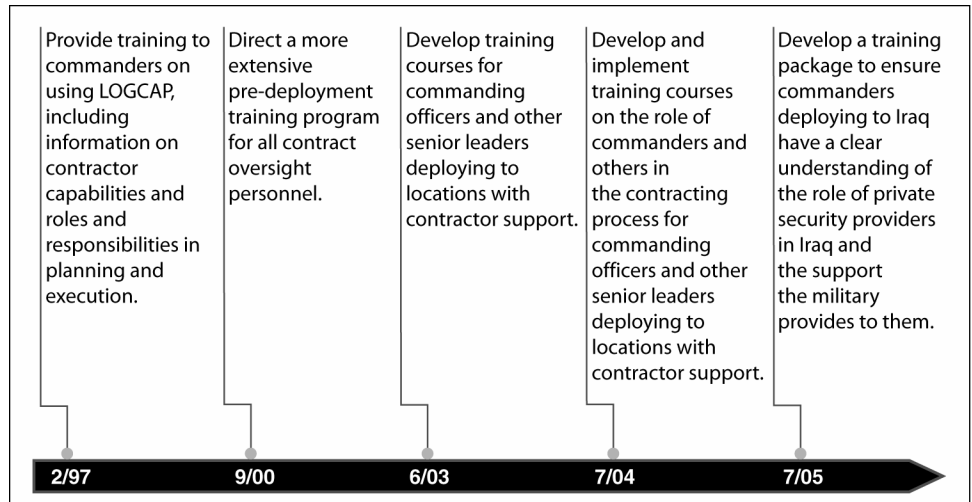 Provide training to
commanders on
using LOGCAP,
including
information on
contractor
capabilities and
roles and
responsibilities in
planning and
execution.
Direct a more
extensive
pre-deployment
training program
for all contract
oversight
personnel.
Develop training
courses for
commanding
officers and other
senior leaders
deploying to
locations with
contractor support.
Develop and
implement
training courses
on the role of
commanders and
others in
the contracting
process for
commanding
officers and other
senior leaders
deploying to
locations with
contractor support.
Develop a training
package to ensure
commanders
deploying to Iraq
have a clear
understanding of
the role of private
security providers
in Iraq and
the support
the military
provides to them.
2/97
9/00
6/03
7/04
7/05